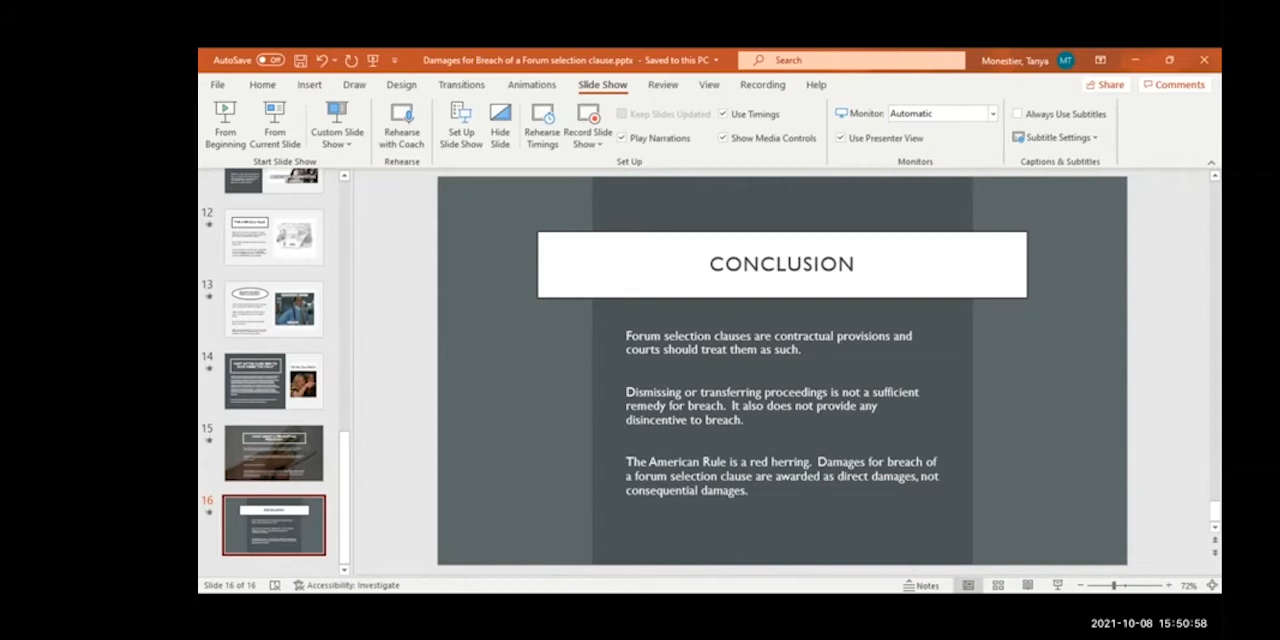 AutoSave Off Damages for Breach of a Forum selection clause.pptx - Saved to this PC Search Monestier, Tanya MT
File Home Insert Draw Design Transitions Animations Slide Show Review View Recording Help Share Comments
From Beginning
From Current Slide
Custom Slide Show
Start Slide Show
Rehearse with Coach
Rehearse
Set Up Slide Show
Hide Slide
Rehearse Timings
Record Slide Show
Keep Slides Updated
Play Narrations
Use Timings
Show Media Controls
Set Up
Monitor: Automatic
Use Presenter View
Monitors
Always Use Subtitles
Subtitle Settings
Captions & Subtitles
12
13
14
15
16
CONCLUSION
Forum selection clauses are contractual provisions and
courts should treat them as such.
Dismissing or transferring proceedings is not a sufficient
remedy for breach. It also does not provide any
disincentive to breach.
The American Rule is a red herring. Damages for breach of
a forum selection clause are awarded as direct damages, not
consequential damages.
Slide 16 of 16 Accessibility: Investigate Notes 72%
2021-10-08 15:50:58